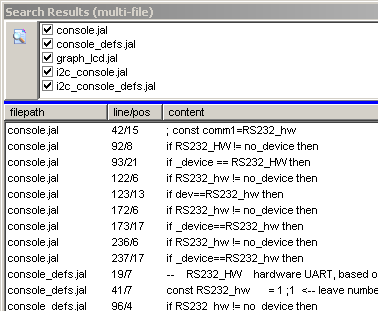 Search Results (multi-file)
console.jal
console_defs.jal
graph_lcd.jal
i2c_console.jal
i2c_console_defs.jal
filepath line/pos content
console.jal 42/15 ; const comm1=RS232_hw
console.jal 92/8 if RS232_HW != no_device then
console.jal 93/21 if _device == RS232_HW then
console.jal 122/6 if RS232_hw != no_device then
console.jal 123/13 if dev==RS232_hw then
console.jal 172/6 if RS232_hw != no_device then
console.jal 173/17 if _device==RS232_hw then
console.jal 236/6 if RS232_hw != no_device then
console.jal 237/17 if _device==RS232_hw then
console_defs.jal 19/7 -- RS232_HW hardware UART, based o
console_defs.jal 41/7 const RS232_hw = 1 ;1 <-- leave numbe
console_defs.jal 96/4 if RS232_hw != no_device then